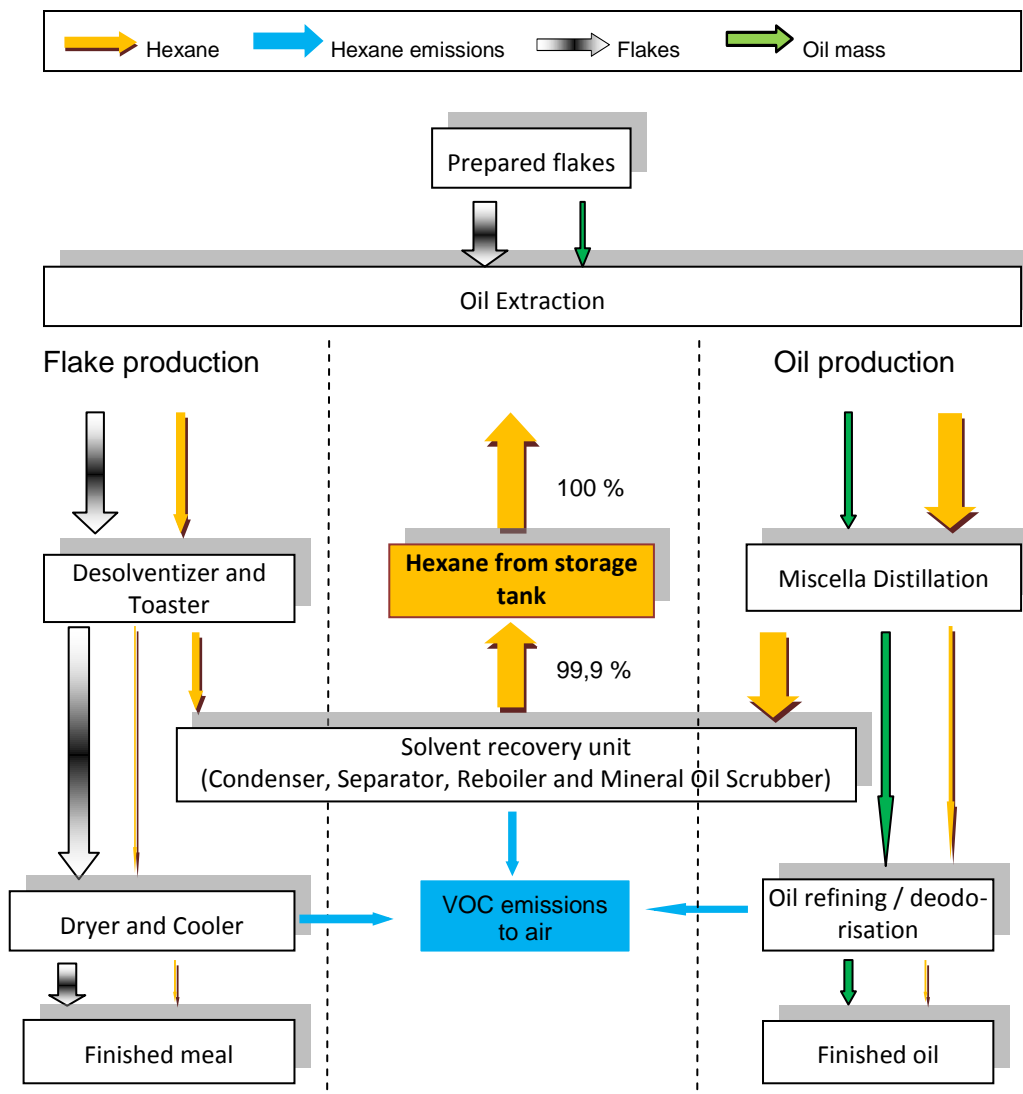 Hexane
Hexane emissions
Flakes
Oil mass
Prepared flakes
Oil Extraction
Flake production
Oil production
100 %
Desolventizer and
Toaster
Hexane from storage
tank
Miscella Distillation
99,9 %
Solvent recovery unit
(Condenser, Separator, Reboiler and Mineral Oil Scrubber)
Dryer and Cooler
VOC emissions
to air
Oil refining / deodo-
risation
Finished meal
Finished oil